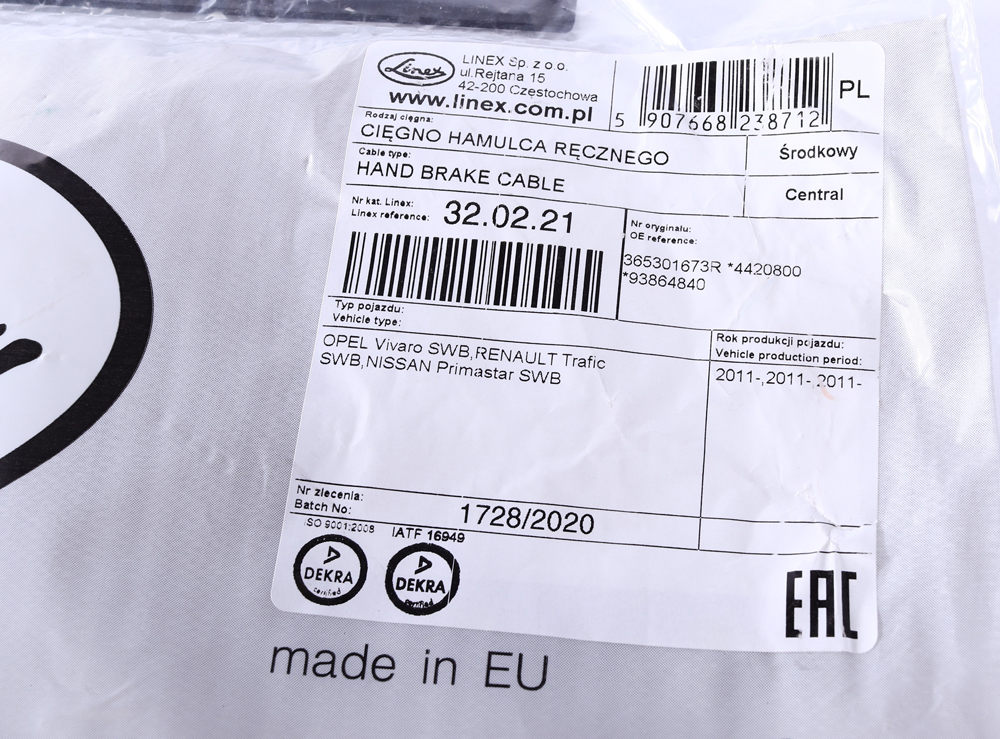 Linex
LINEX Sp. z o.o.
ul.Rejtana 15
42-200 Częstochowa
www.linex.com.pl
5 907668 238712
PL
Rodzaj cięgna:
CIĘGNO HAMULCA RĘCZNEGO
Środkowy
Cable type:
HAND BRAKE CABLE
Central
Nr kat. Linex:
Linex reference:
32.02.21
Nr oryginału:
OE reference:
365301673R *4420800
*93864840
Typ pojazdu:
Vehicle type:
OPEL Vivaro SWB,RENAULT Trafic
SWB,NISSAN Primastar SWB
Rok produkcji pojazdu:
Vehicle production period:
2011-,2011-,2011-
Nr zlecenia:
Batch No:
1728/2020
ISO 9001:2008
IATF 16949
DEKRA
certified
DEKRA
certified
EAC
made in EU